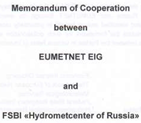 Memorandum of Cooperation
between
EUMETNET EIG
and
FSBI «Hydrometcenter of Russia»